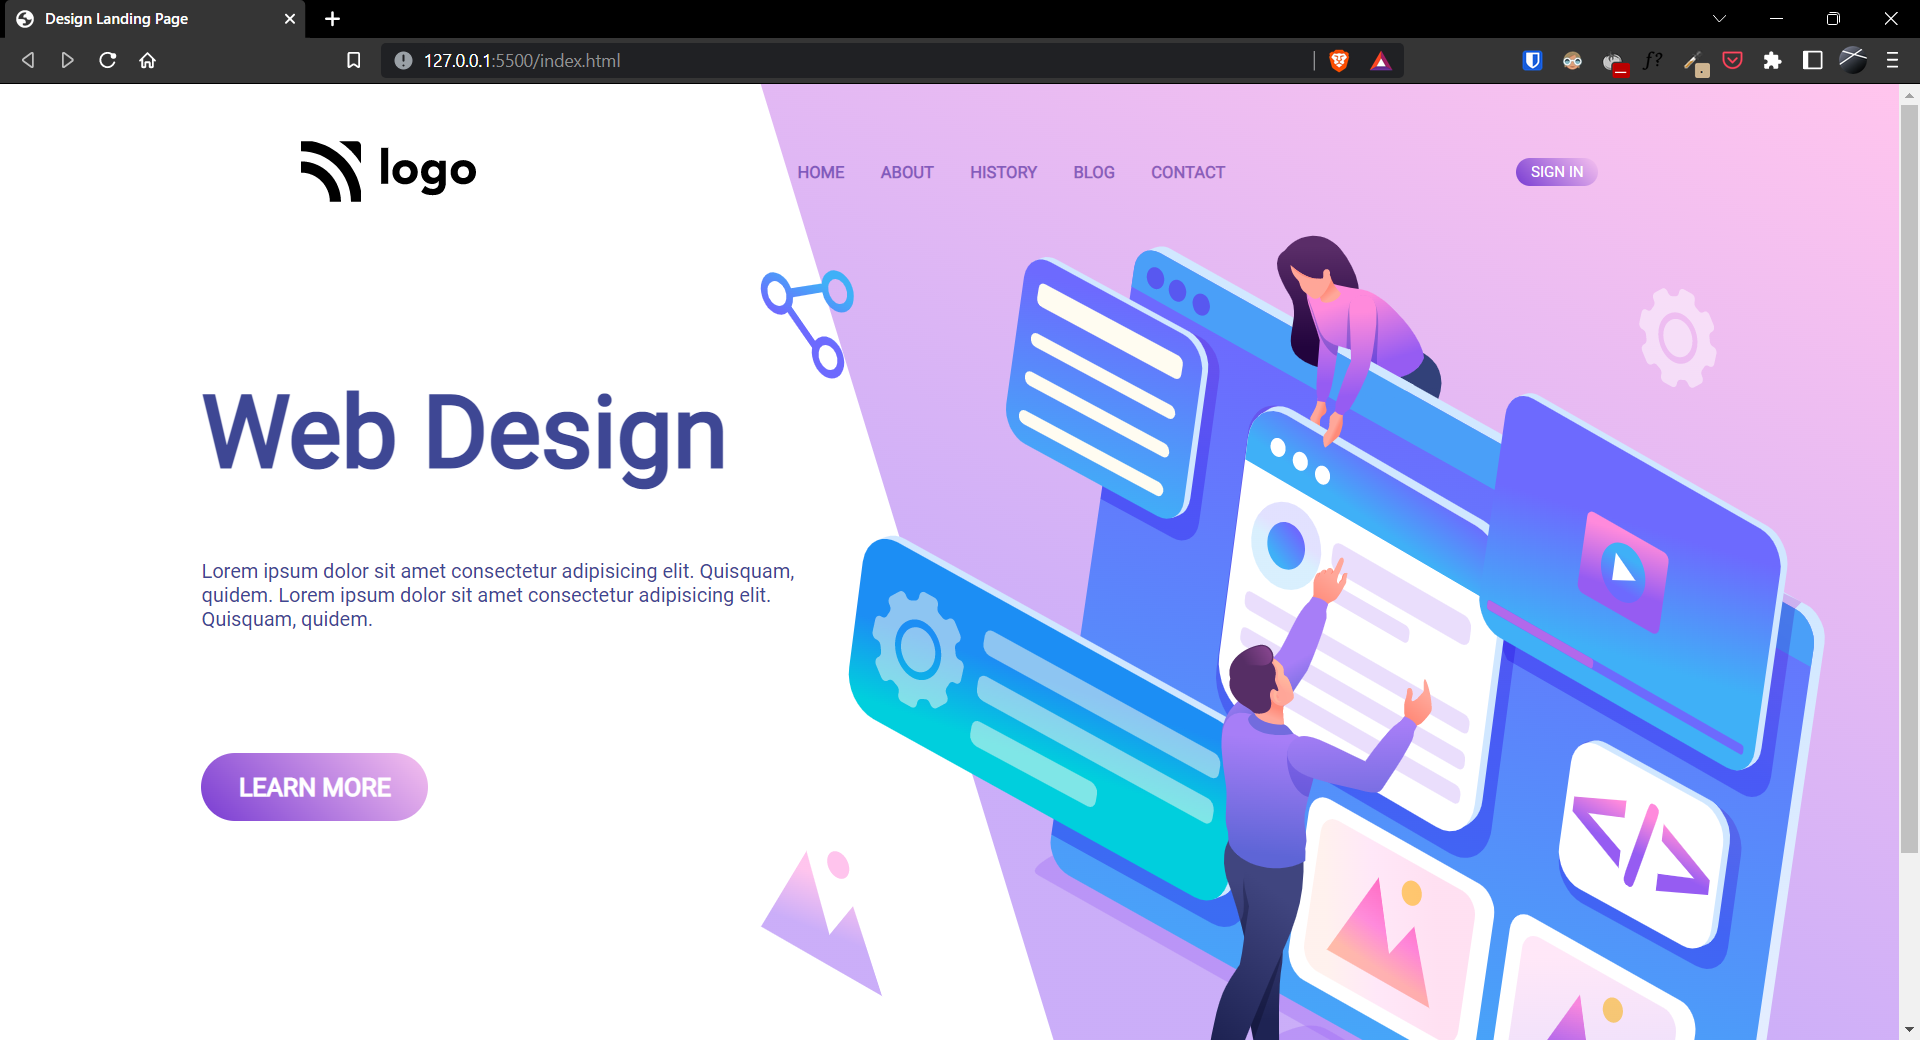 Design Landing Page
127.0.0.1:5500/index.html
f?
logo
HOME ABOUT HISTORY BLOG CONTACT SIGN IN
Web Design
Lorem ipsum dolor sit amet consectetur adipisicing elit. Quisquam,
quidem. Lorem ipsum dolor sit amet consectetur adipisicing elit.
Quisquam, quidem.
LEARN MORE
</>